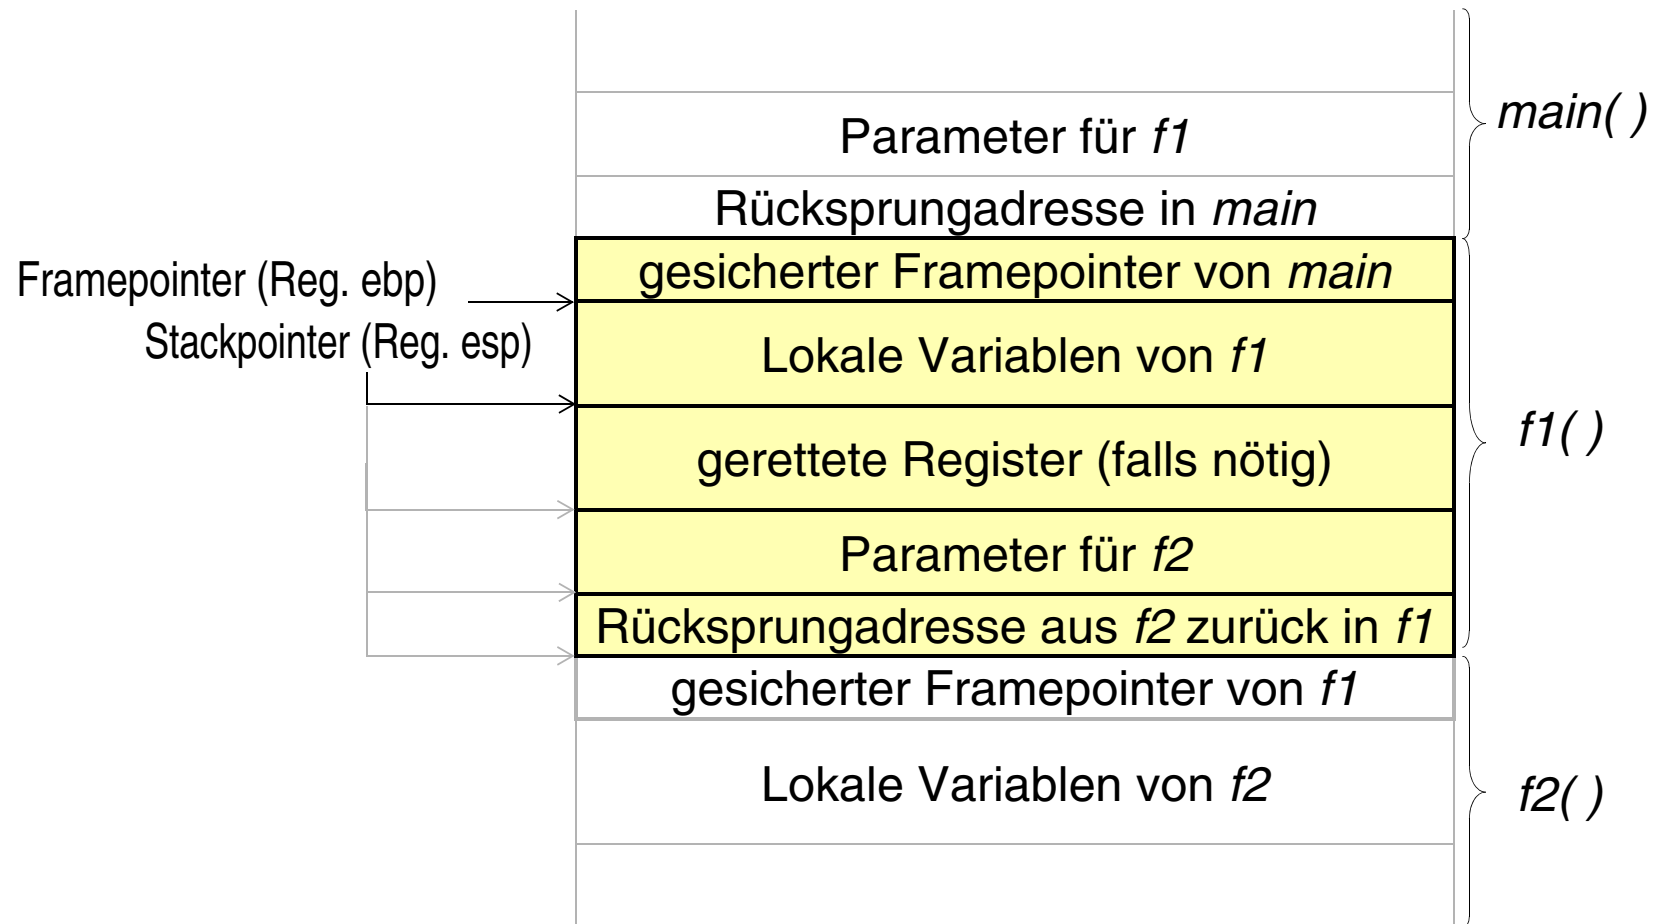 main( )
Parameter für f1
Rücksprungadresse in main
gesicherter Framepointer von main
Framepointer (Reg. ebp)
Stackpointer (Reg. esp)
Lokale Variablen von f1
f1( )
gerettete Register (falls nötig)
Parameter für f2
Rücksprungadresse aus f2 zurück in f1
gesicherter Framepointer von f1
Lokale Variablen von f2
f2( )